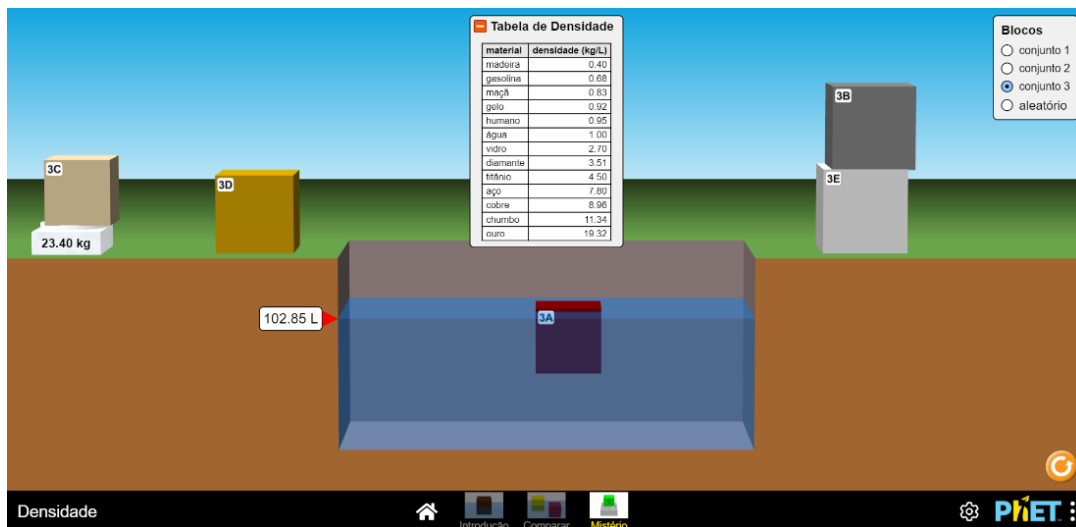 Tabela de Densidade
material densidade (kg/L)
madeira 0.40
gasolina 0.68
maçã 0.83
gelo 0.92
humano 0.95
água 1.00
vidro 2.70
diamante 3.51
titânio 4.50
aço 7.80
cobre 8.96
chumbo 11.34
ouro 19.32
Blocos
conjunto 1
conjunto 2
conjunto 3
aleatório
3B
3C
3D
3E
23.40 kg
102.85 L
3A
Densidade
Introdução Comparar Mistério
PhET